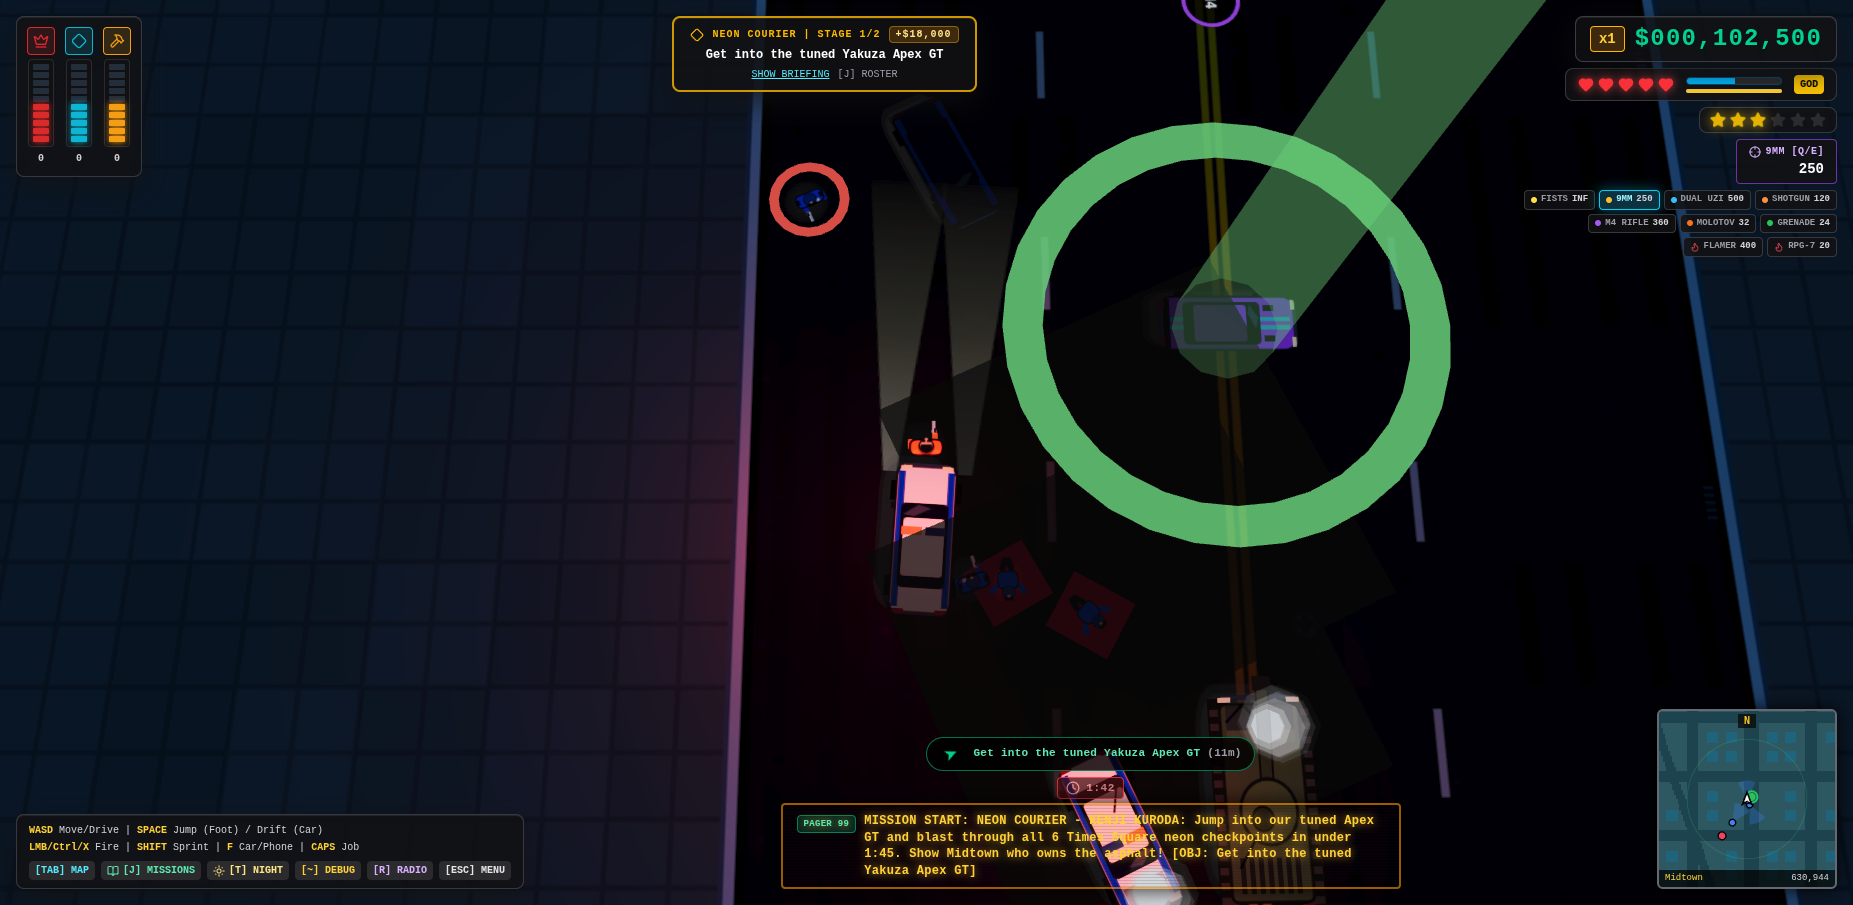 0 0 0
NEON COURIER | STAGE 1/2 +$18,000
Get into the tuned Yakuza Apex GT
SHOW BRIEFING [J] ROSTER
x1 $000,102,500
GOD
9MM [Q/E]
250
FISTS INF 9MM 250 DUAL UZI 500 SHOTGUN 120
M4 RIFLE 360 MOLOTOV 32 GRENADE 24
FLAMER 400 RPG-7 20
Get into the tuned Yakuza Apex GT (11m)
1:42
PAGER 99
MISSION START: NEON COURIER - KENJI KURODA: Jump into our tuned Apex
GT and blast through all 6 Times Square neon checkpoints in under
1:45. Show Midtown who owns the asphalt! [OBJ: Get into the tuned
Yakuza Apex GT]
WASD Move/Drive | SPACE Jump (Foot) / Drift (Car)
LMB/Ctrl/X Fire | SHIFT Sprint | F Car/Phone | CAPS Job
[TAB] MAP [J] MISSIONS [T] NIGHT [~] DEBUG [R] RADIO [ESC] MENU
N
Midtown 630,944